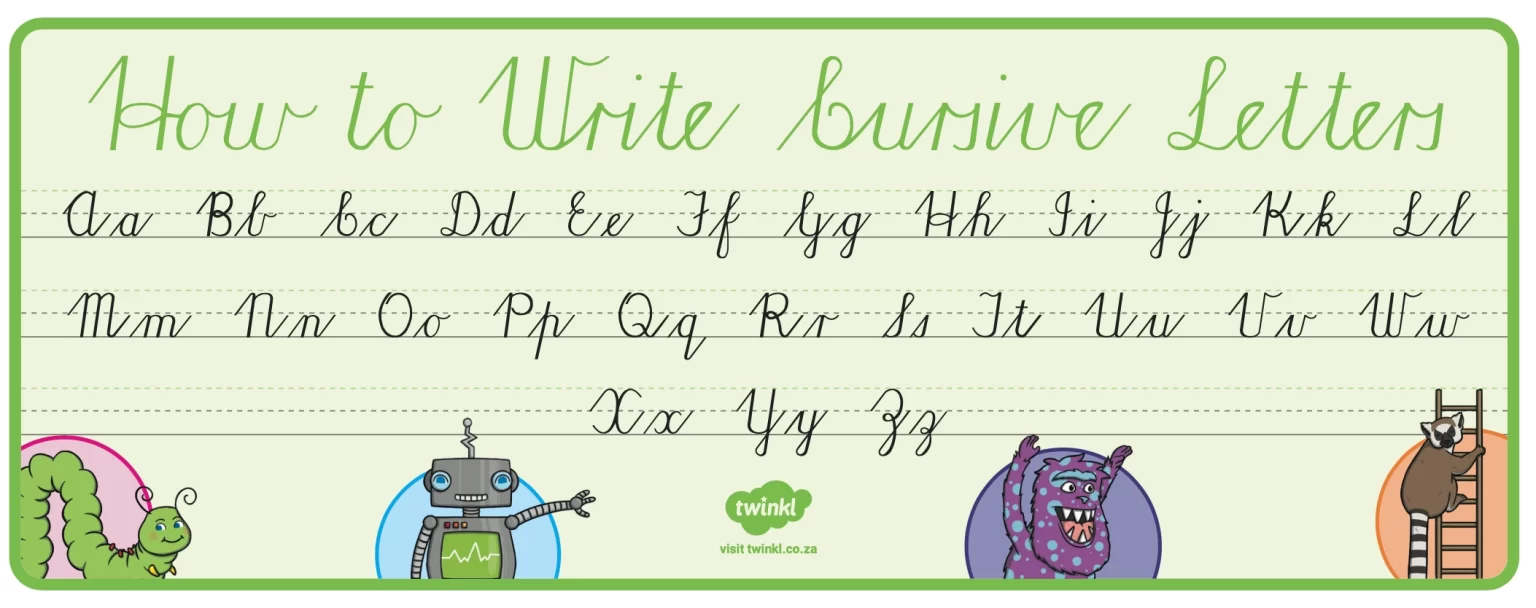 How to Write Cursive Letters
Aa Bb Cc Dd Ee Ff Gg Hh Ii Jj Kk Ll
Mm Nn Oo Pp Qq Rr Ss Tt Uu Vv Ww
Xx Yy Zz
twinkl
visit twinkl.co.za